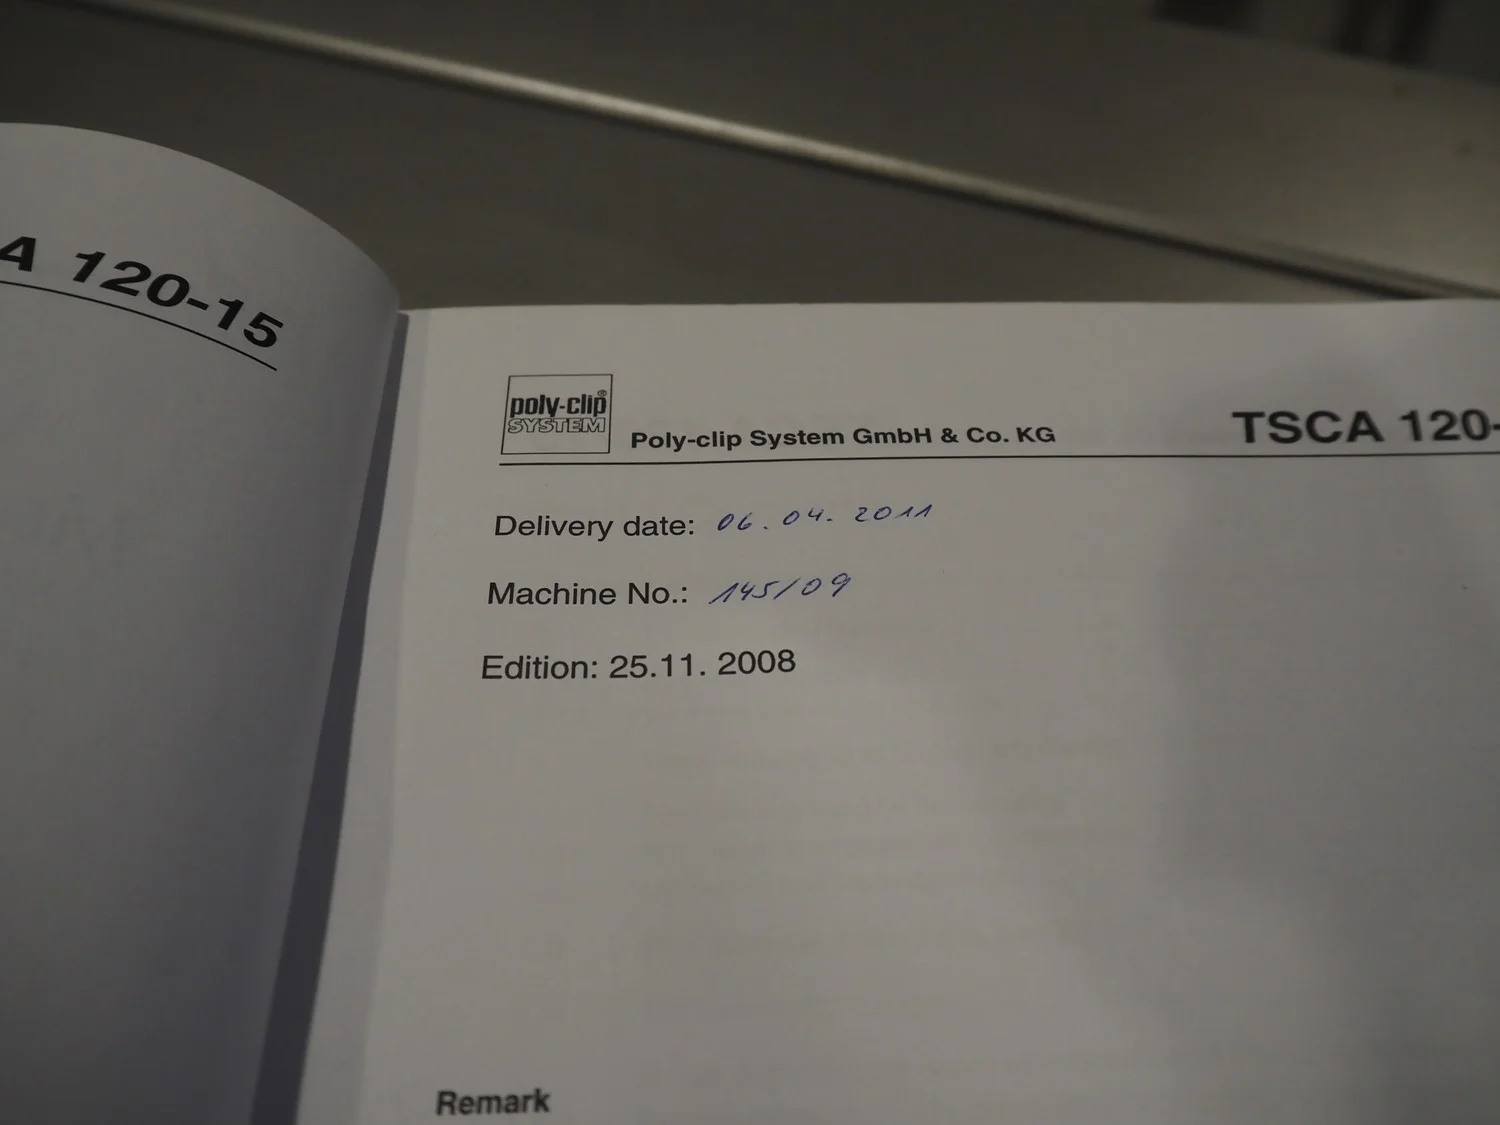 A 120-15
poly-clip®
SYSTEM
Poly-clip System GmbH & Co. KG
TSCA 120-
Delivery date: 06.04.2011
Machine No.: 145/09
Edition: 25.11. 2008
Remark